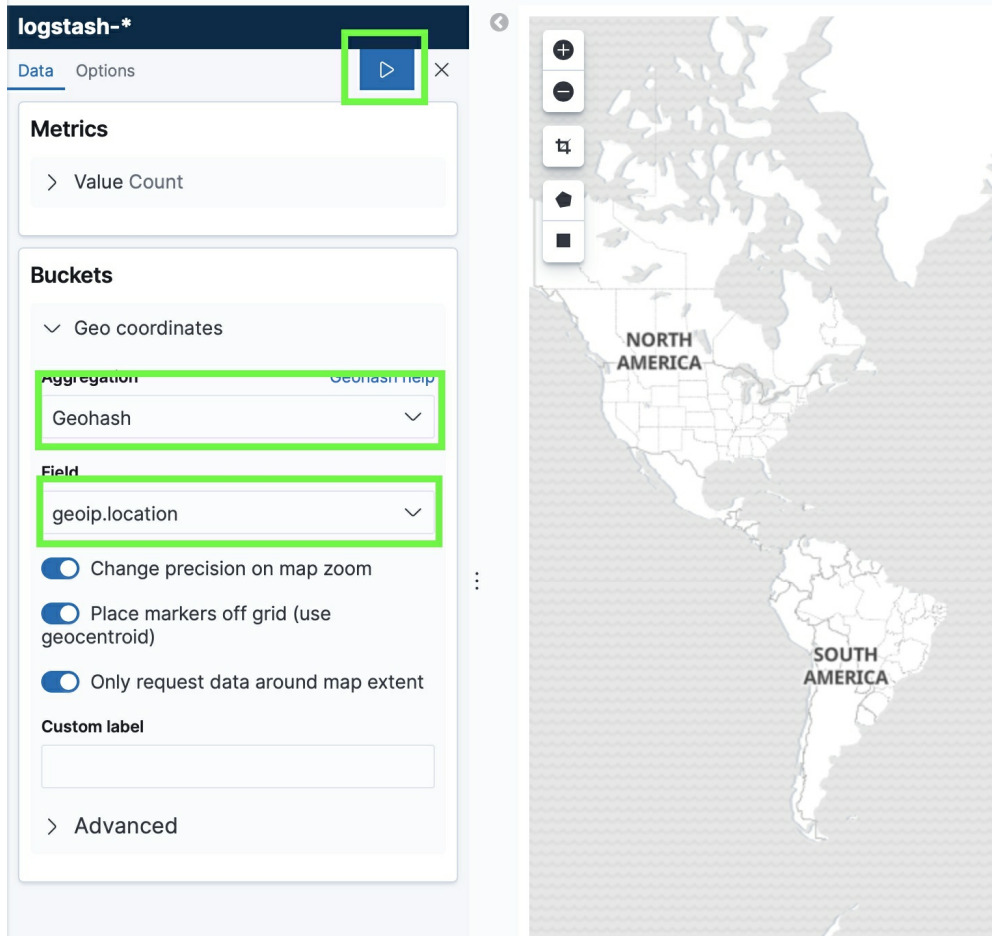 logstash-*
Data Options
Metrics
Value Count
Buckets
Geo coordinates
Aggregation Geohash help
Geohash
Field
geoip.location
Change precision on map zoom
Place markers off grid (use
geocentroid)
Only request data around map extent
Custom label
Advanced
NORTH
AMERICA
SOUTH
AMERICA